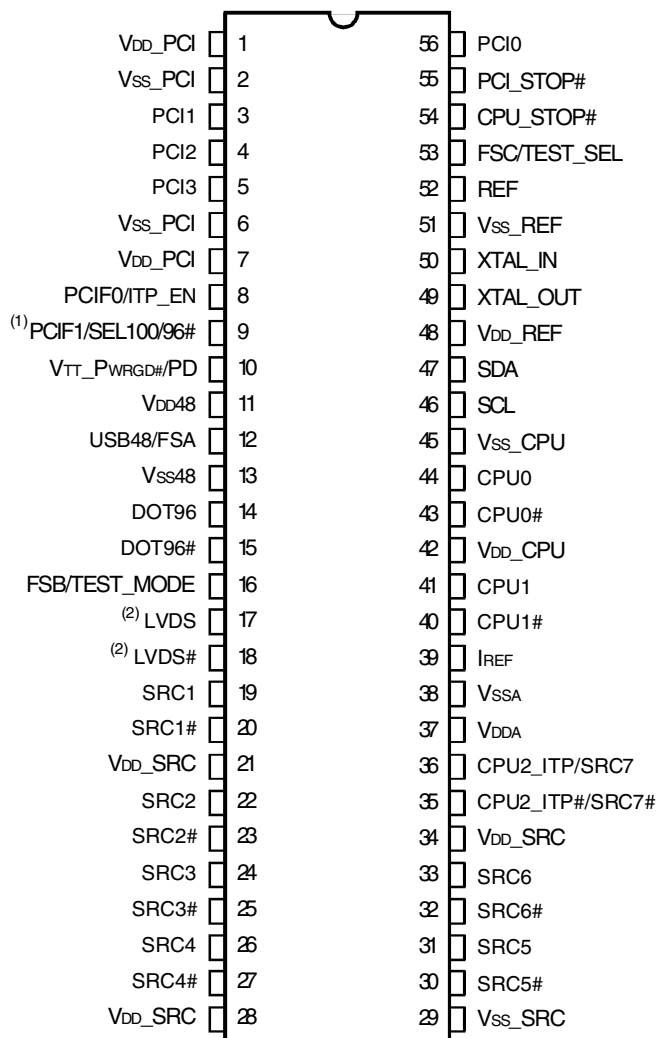 VDD_PCI 1 56 PCI0
VSS_PCI 2 55 PCI_STOP#
PCI1 3 54 CPU_STOP#
PCI2 4 53 FSC/TEST_SEL
PCI3 5 52 REF
VSS_PCI 6 51 VSS_REF
VDD_PCI 7 50 XTAL_IN
PCIF0/ITP_EN 8 49 XTAL_OUT
(1) PCIF1/SEL100/96# 9 48 VDD_REF
VTT_PWRGD#/PD 10 47 SDA
VDD48 11 46 SCL
USB48/FSA 12 45 VSS_CPU
VSS48 13 44 CPU0
DOT96 14 43 CPU0#
DOT96# 15 42 VDD_CPU
FSB/TEST_MODE 16 41 CPU1
(2) LVDS 17 40 CPU1#
(2) LVDS# 18 39 IREF
SRC1 19 38 VSSA
SRC1# 20 37 VDDA
VDD_SRC 21 36 CPU2_ITP/SRC7
SRC2 22 35 CPU2_ITP#/SRC7#
SRC2# 23 34 VDD_SRC
SRC3 24 33 SRC6
SRC3# 25 32 SRC6#
SRC4 26 31 SRC5
SRC4# 27 30 SRC5#
VDD_SRC 28 29 VSS_SRC